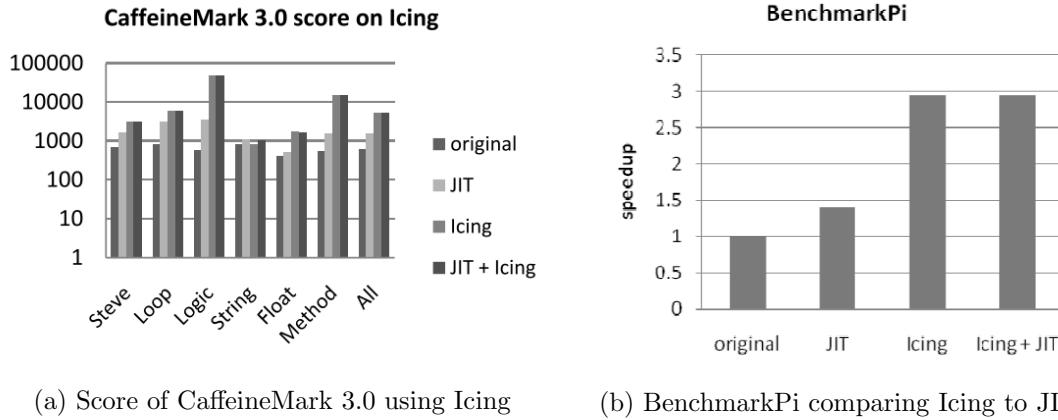 CaffeineMark 3.0 score on Icing
100000
10000
1000
100
10
1
Steve
Loop
Logic
String
Float
Method
All
original
JIT
Icing
JIT + Icing
(a) Score of CaffeineMark 3.0 using Icing
BenchmarkPi
speedup
3.5
3
2.5
2
1.5
1
0.5
0
original
JIT
Icing
Icing + JIT
(b) BenchmarkPi comparing Icing to JI